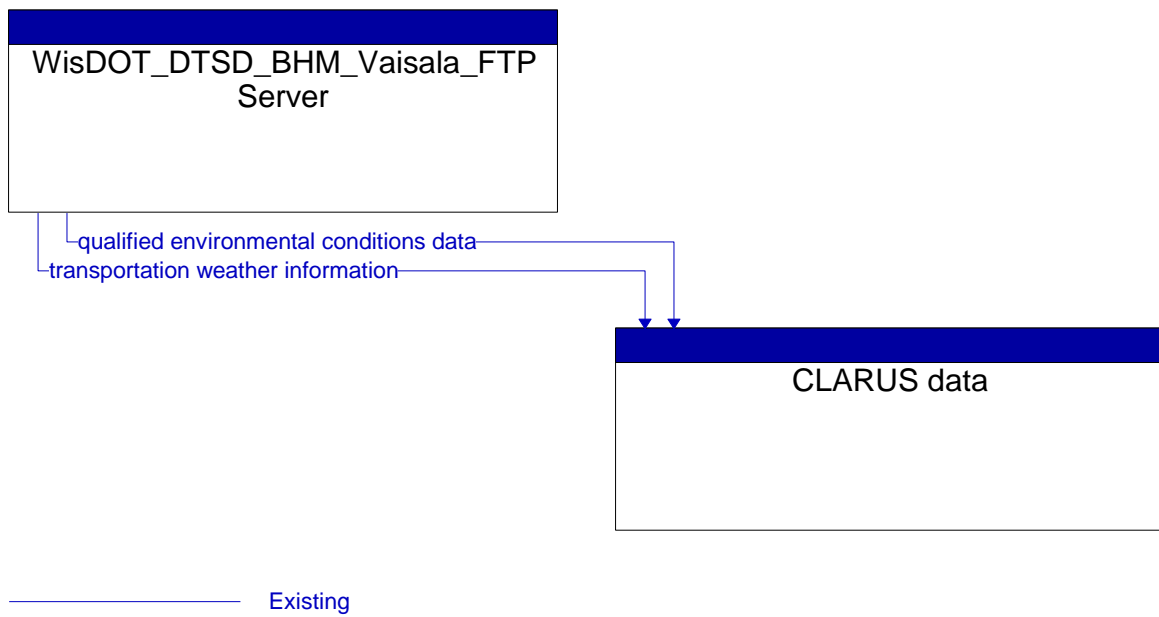 WisDOT_DTSD_BHM_Vaisala_FTP
Server
qualified environmental conditions data
transportation weather information
CLARUS data
Existing